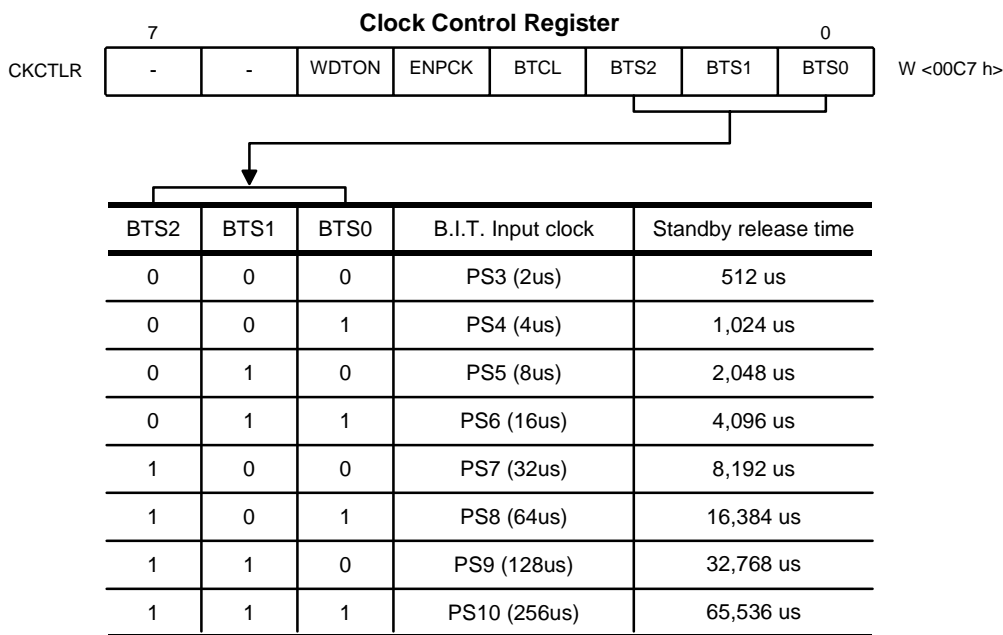 Clock Control Register
7 0
CKCTLR - - WDTON ENPCK BTCL BTS2 BTS1 BTS0 W <00C7 h>
BTS2 BTS1 BTS0 B.I.T. Input clock Standby release time
0 0 0 PS3 (2us) 512 us
0 0 1 PS4 (4us) 1,024 us
0 1 0 PS5 (8us) 2,048 us
0 1 1 PS6 (16us) 4,096 us
1 0 0 PS7 (32us) 8,192 us
1 0 1 PS8 (64us) 16,384 us
1 1 0 PS9 (128us) 32,768 us
1 1 1 PS10 (256us) 65,536 us